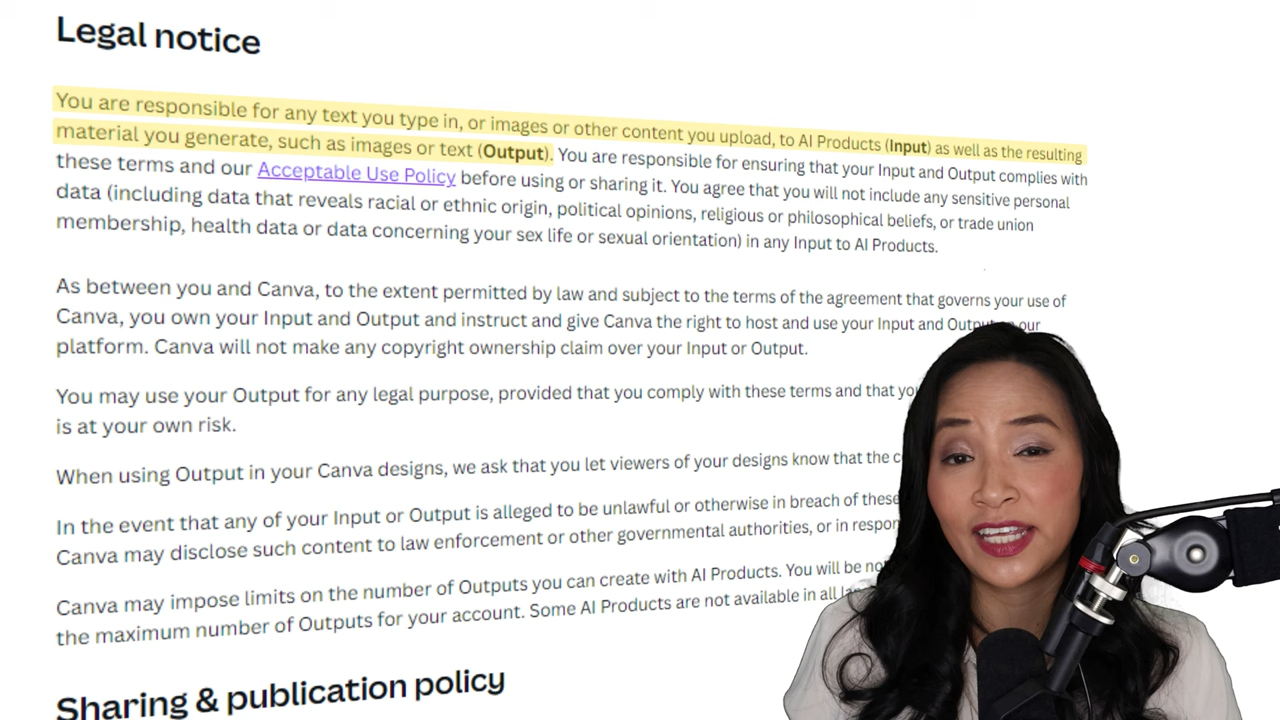 Legal notice
You are responsible for any text you type in, or images or other content you upload, to AI Products (Input) as well as the resulting
material you generate, such as images or text (Output). You are responsible for ensuring that your Input and Output complies with
these terms and our Acceptable Use Policy before using or sharing it. You agree that you will not include any sensitive personal
data (including data that reveals racial or ethnic origin, political opinions, religious or philosophical beliefs, or trade union
membership, health data or data concerning your sex life or sexual orientation) in any Input to AI Products.
As between you and Canva, to the extent permitted by law and subject to the terms of the agreement that governs your use of
Canva, you own your Input and Output and instruct and give Canva the right to host and use your Input and Output on our
platform. Canva will not make any copyright ownership claim over your Input or Output.
You may use your Output for any legal purpose, provided that you comply with these terms and that
is at your own risk.
When using Output in your Canva designs, we ask that you let viewers of your designs know that the
In the event that any of your Input or Output is alleged to be unlawful or otherwise in breach of these
Canva may disclose such content to law enforcement or other governmental authorities, or in
Canva may impose limits on the number of Outputs you can create with AI Products. You will be
the maximum number of Outputs for your account. Some AI Products are not available in all
Sharing & publication policy